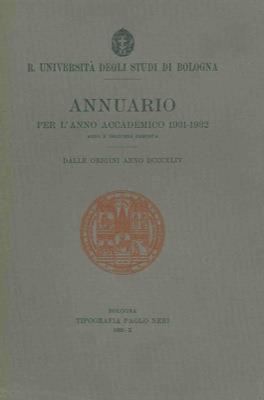 R. UNIVERSITÀ DEGLI STUDI DI BOLOGNA
ANNUARIO
PER L'ANNO ACCADEMICO 1931-1932
DALLE ORIGINI ANNO DCCCXLIV
BOLOGNA
TIPOGRAFIA PAOLO NERI